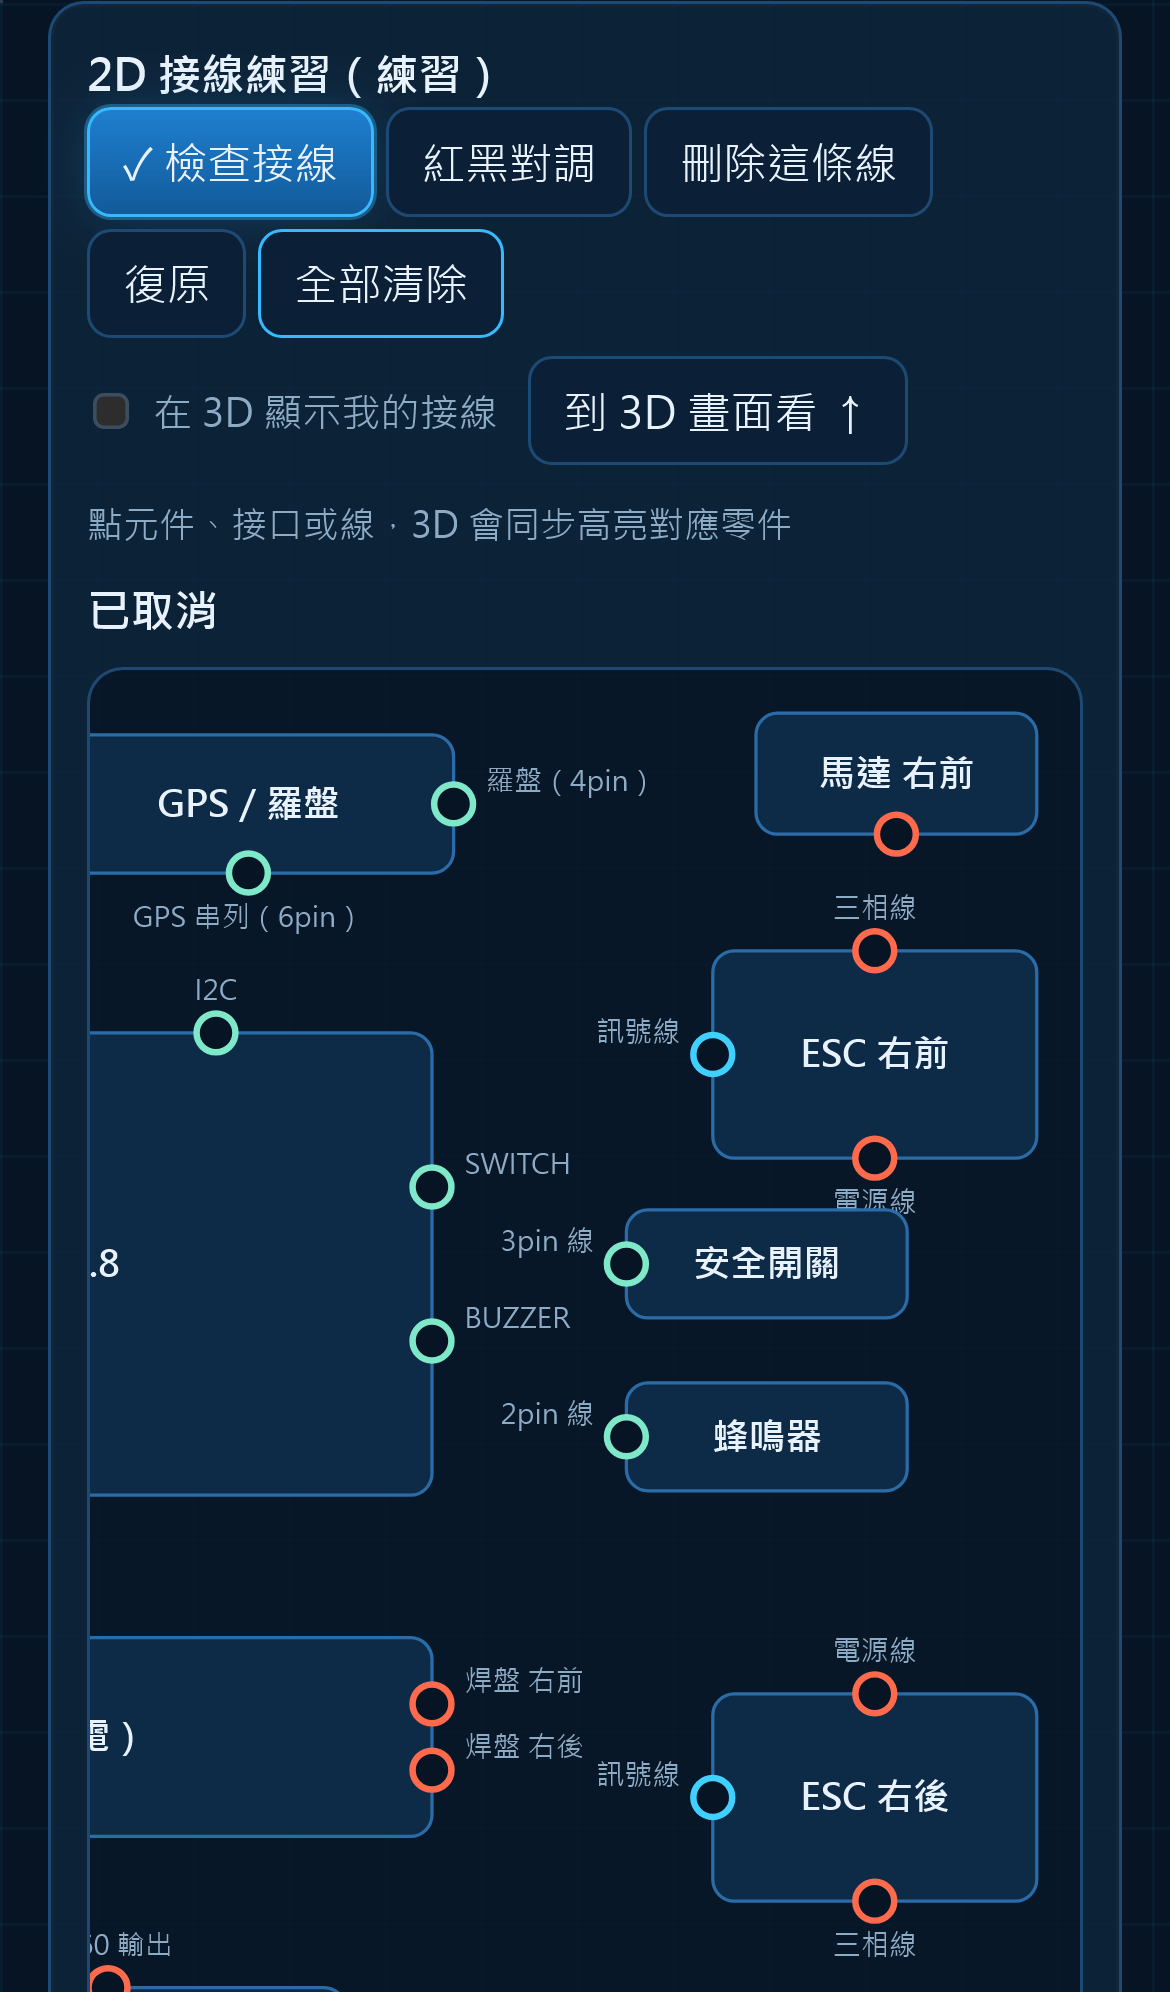 2D 接線練習（練習）
✓ 檢查接線
紅黑對調
刪除這條線
復原
全部清除
在 3D 顯示我的接線
到 3D 畫面看 ↑
點元件、接口或線，3D 會同步高亮對應零件
已取消
馬達 右前
GPS / 羅盤
羅盤（4pin）
GPS 串列（6pin）
三相線
I2C
訊號線
ESC 右前
SWITCH
電源線
3pin 線
安全開關
.8
BUZZER
2pin 線
蜂鳴器
電源線
焊盤 右前
電）
焊盤 右後
訊號線
ESC 右後
0 輸出
三相線